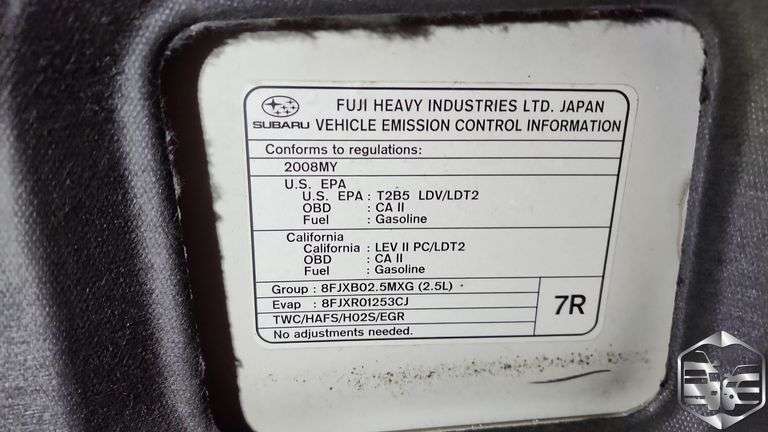 FUJI HEAVY INDUSTRIES LTD. JAPAN
SUBARU VEHICLE EMISSION CONTROL INFORMATION
Conforms to regulations:
2008MY
U.S. EPA
U.S. EPA : T2B5 LDV/LDT2
OBD : CA II
Fuel : Gasoline
California
California : LEV II PC/LDT2
OBD : CA II
Fuel : Gasoline
Group : 8FJXB02.5MXG (2.5L)
Evap : 8FJXR01253CJ
TWC/HAFS/HO2S/EGR
No adjustments needed.
7R